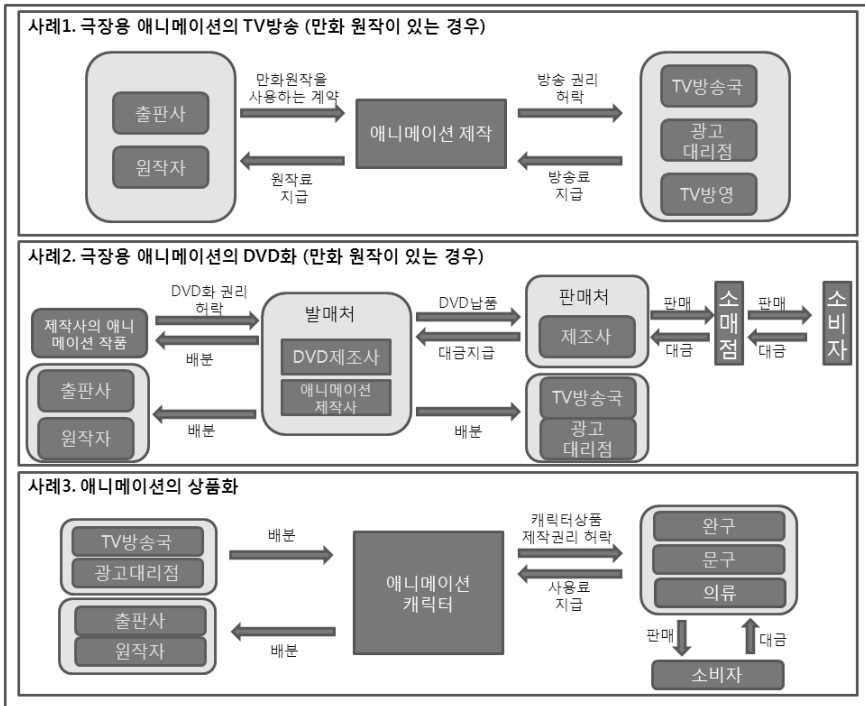 사례1. 극장용 애니메이션의 TV방송 (만화 원작이 있는 경우)
출판사
원작자
만화원작을
사용하는 계약
원작료
지급
애니메이션 제작
방송 권리
허락
방송료
지급
TV방송국
광고
대리점
TV방영
사례2. 극장용 애니메이션의 DVD화 (만화 원작이 있는 경우)
제작사의 애니
메이션 작품
출판사
원작자
DVD화 권리
허락
배분
배분
발매처
DVD제조사
애니메이션
제작사
DVD납품
대금지급
배분
판매처
제조사
TV방송국
광고
대리점
판매
대금
소매점
판매
대금
소비자
사례3. 애니메이션의 상품화
TV방송국
광고대리점
출판사
원작자
배분
배분
애니메이션
캐릭터
캐릭터상품
제작권리 허락
사용료
지급
완구
문구
의류
판매
대금
소비자